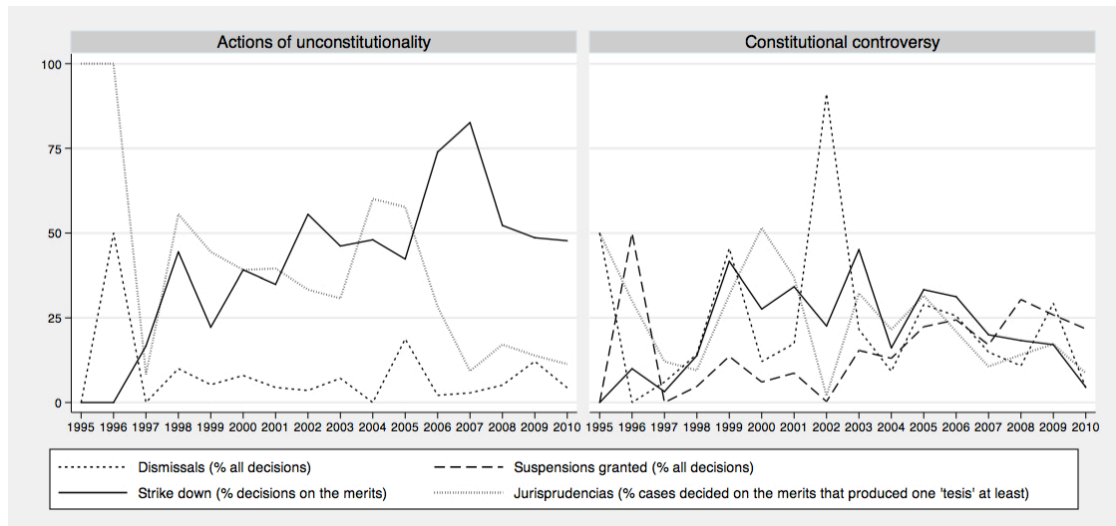 Actions of unconstitutionality
Constitutional controversy
100
75
50
25
0
1995 1996 1997 1998 1999 2000 2001 2002 2003 2004 2005 2006 2007 2008 2009 2010
1995 1996 1997 1998 1999 2000 2001 2002 2003 2004 2005 2006 2007 2008 2009 2010
Dismissals (% all decisions)
Suspensions granted (% all decisions)
Strike down (% decisions on the merits)
Jurisprudencias (% cases decided on the merits that produced one 'tesis' at least)